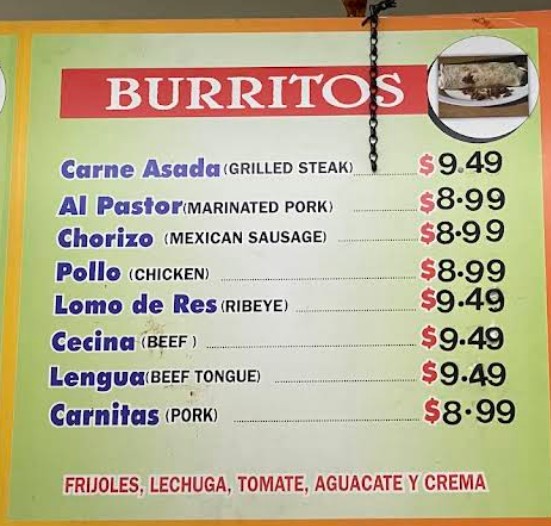 BURRITOS
Carne Asada (GRILLED STEAK) $9.49
Al Pastor (MARINATED PORK) $8.99
Chorizo (MEXICAN SAUSAGE) $8.99
Pollo (CHICKEN) $8.99
Lomo de Res (RIBEYE) $9.49
Cecina (BEEF) $9.49
Lengua (BEEF TONGUE) $9.49
Carnitas (PORK) $8.99
FRIJOLES, LECHUGA, TOMATE, AGUACATE Y CREMA